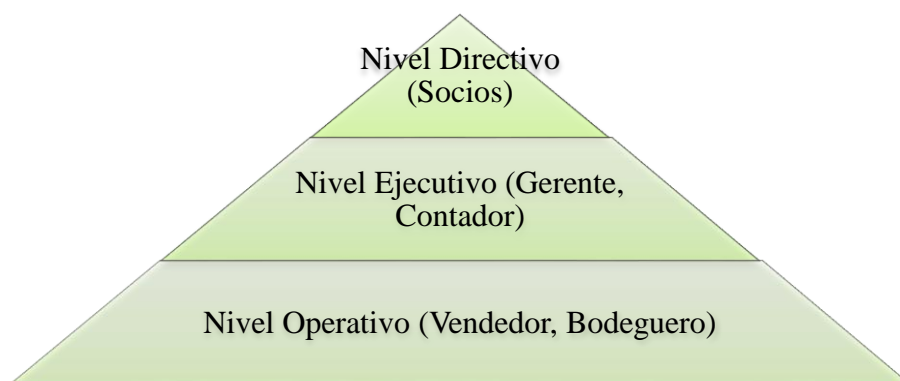 Nivel Directivo
(Socios)
Nivel Ejecutivo (Gerente,
Contador)
Nivel Operativo (Vendedor, Bodeguero)